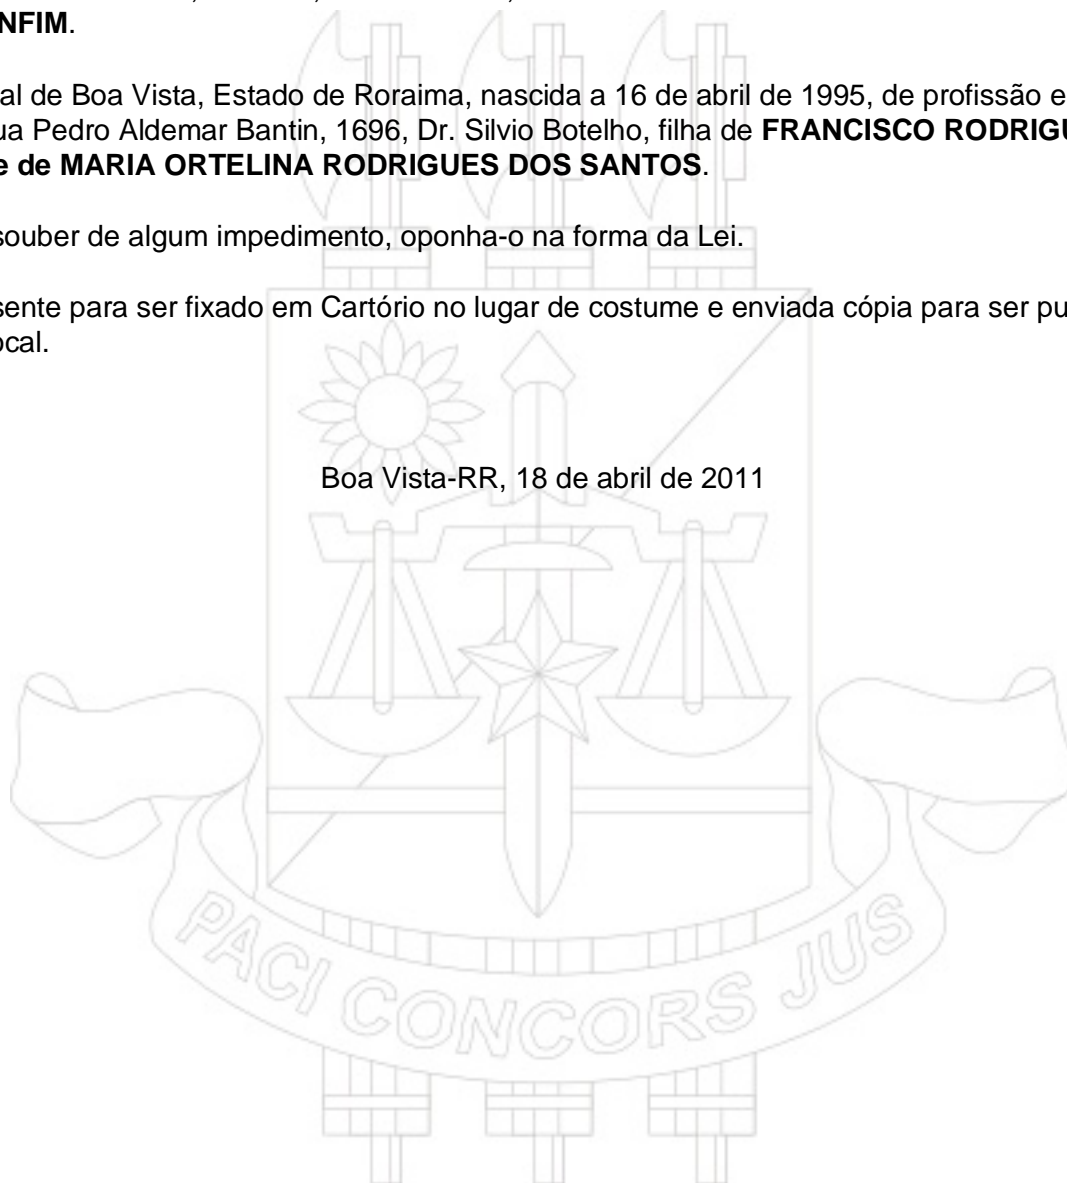 NFIM.
al de Boa Vista, Estado de Roraima, nascida a 16 de abril de 1995, de profissão e
ua Pedro Aldemar Bantin, 1696, Dr. Silvio Botelho, filha de FRANCISCO RODRIGU
e de MARIA ORTELINA RODRIGUES DOS SANTOS.
souber de algum impedimento, oponha-o na forma da Lei.
sente para ser fixado em Cartório no lugar de costume e enviada cópia para ser pu
ocal.
Boa Vista-RR, 18 de abril de 2011
PACI CONCORS JUS